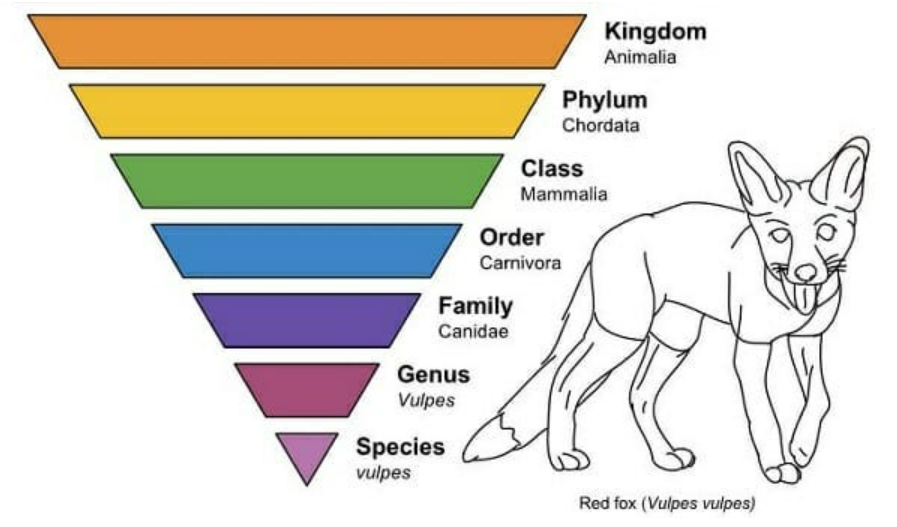 Kingdom
Animalia
Phylum
Chordata
Class
Mammalia
Order
Carnivora
Family
Canidae
Genus
Vulpes
Species
vulpes
Red fox (Vulpes vulpes)